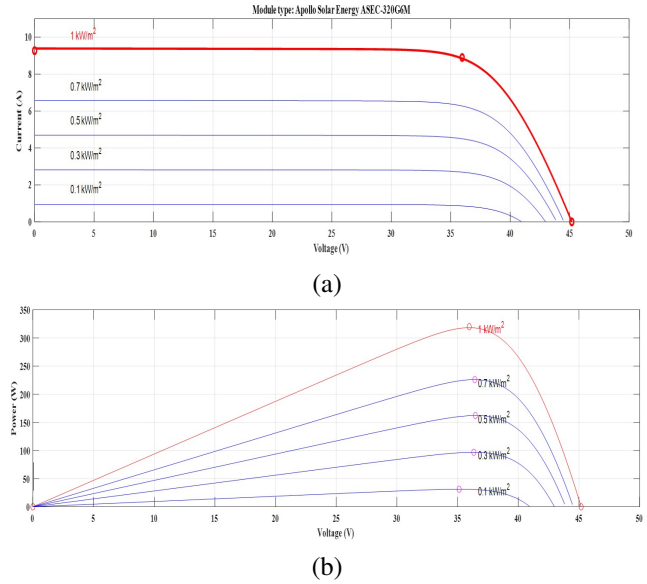 Module type: Apollo Solar Energy ASEC-320G6M
1 kW/m²
0.7 kW/m²
0.5 kW/m²
0.3 kW/m²
0.1 kW/m²
Current (A)
10
8
6
4
2
0
0 5 10 15 20 25 30 35 40 45 50
Voltage (V)
(a)
350
300
250
200
150
100
50
0
Power (W)
1 kW/m²
0.7 kW/m²
0.5 kW/m²
0.3 kW/m²
0.1 kW/m²
0 5 10 15 20 25 30 35 40 45 50
Voltage (V)
(b)